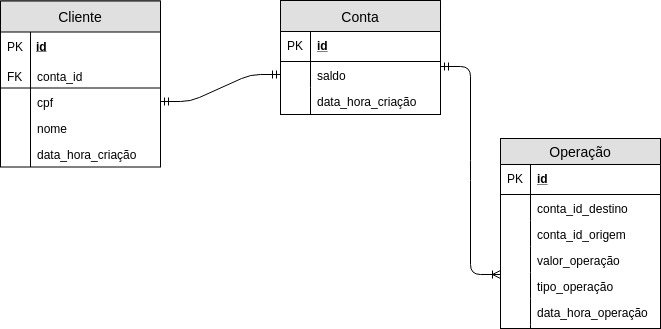 Cliente
PK id
FK conta_id
cpf
nome
data_hora_criação
Conta
PK id
saldo
data_hora_criação
Operação
PK id
conta_id_destino
conta_id_origem
valor_operação
tipo_operação
data_hora_operação